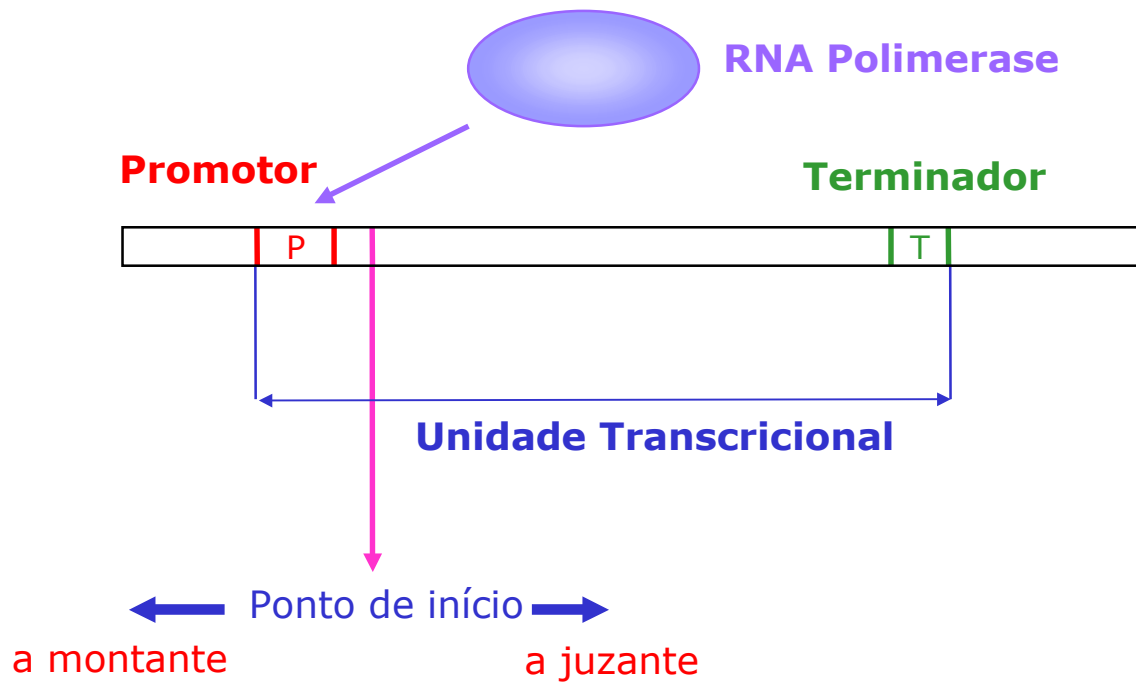 RNA Polimerase
Promotor
Terminador
P
T
Unidade Transcricional
Ponto de início
a montante
a juzante